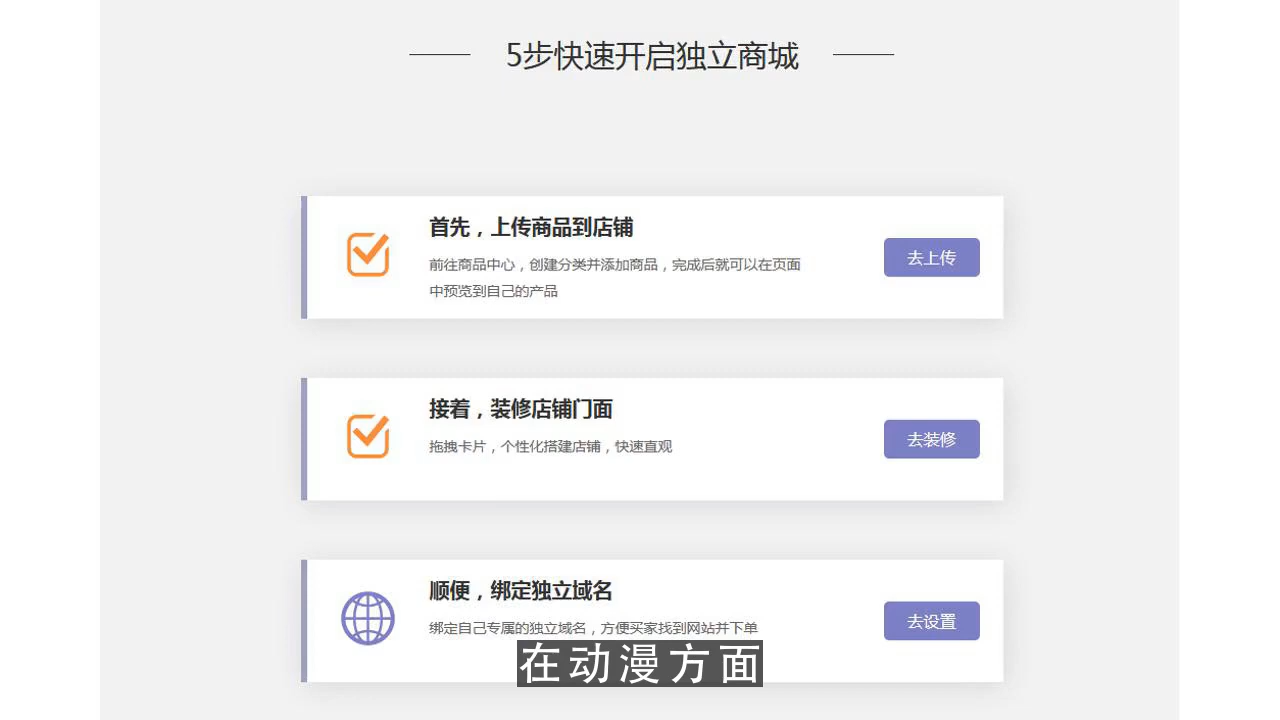 5步快速开启独立商城
首先，上传商品到店铺
前往商品中心，创建分类并添加商品，完成后就可以在页面
中预览到自己的产品
去上传
接着，装修店铺门面
拖拽卡片，个性化搭建店铺，快速直观
去装修
顺便，绑定独立域名
绑定自己专属的独立域名，方便买家找到网站并下单
去设置
在动漫方面